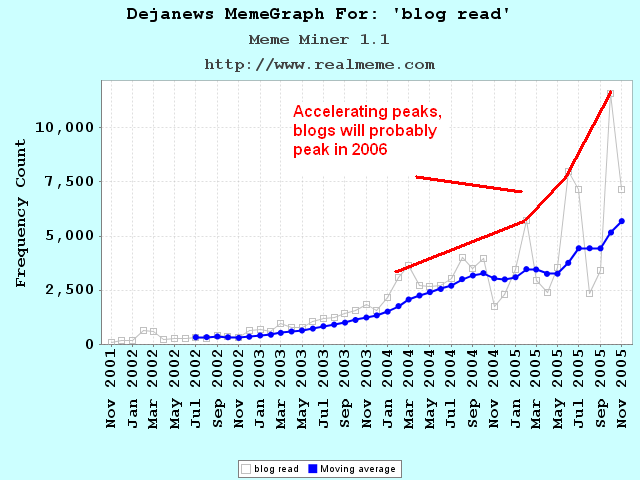 Dejanews MemeGraph For: 'blog read'
Meme Miner 1.1
http://www.realmeme.com
Accelerating peaks,
blogs will probably
peak in 2006
Frequency Count
10,000
7,500
5,000
2,500
0
Nov 2001
Jan 2002
Mar 2002
May 2002
Jul 2002
Sep 2002
Nov 2002
Jan 2003
Mar 2003
May 2003
Jul 2003
Sep 2003
Nov 2003
Jan 2004
Mar 2004
May 2004
Jul 2004
Sep 2004
Nov 2004
Jan 2005
Mar 2005
May 2005
Jul 2005
Sep 2005
Nov 2005
blog read
Moving average